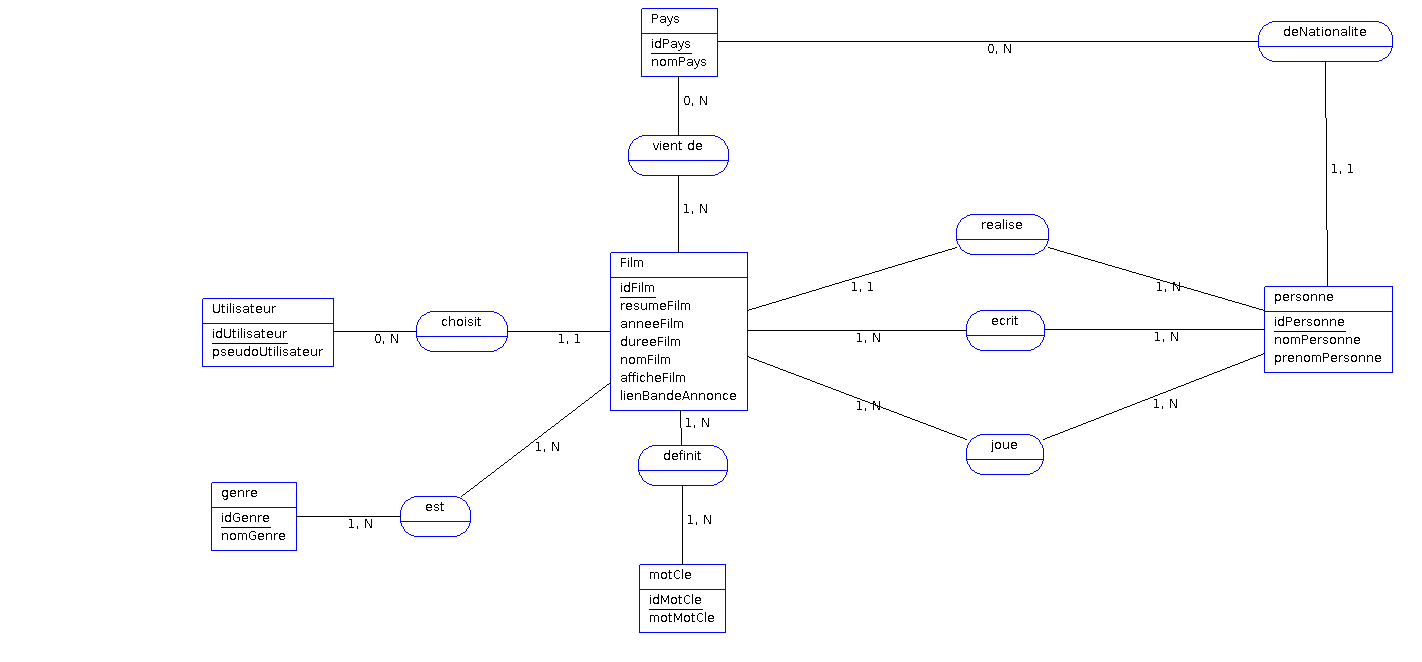 Pays
idPays
nomPays
deNationalite
0, N
0, N
vient de
1, 1
1, N
realise
Film
idFilm
resumeFilm
anneeFilm
dureeFilm
nomFilm
afficheFilm
lienBandeAnnonce
1, 1
1, N
personne
idPersonne
nomPersonne
prenomPersonne
Utilisateur
idUtilisateur
pseudoUtilisateur
choisit
0, N
1, 1
ecrit
1, N
1, N
1, N
1, N
joue
1, N
definit
1, N
genre
idGenre
nomGenre
1, N
est
1, N
motCle
idMotCle
motMotCle